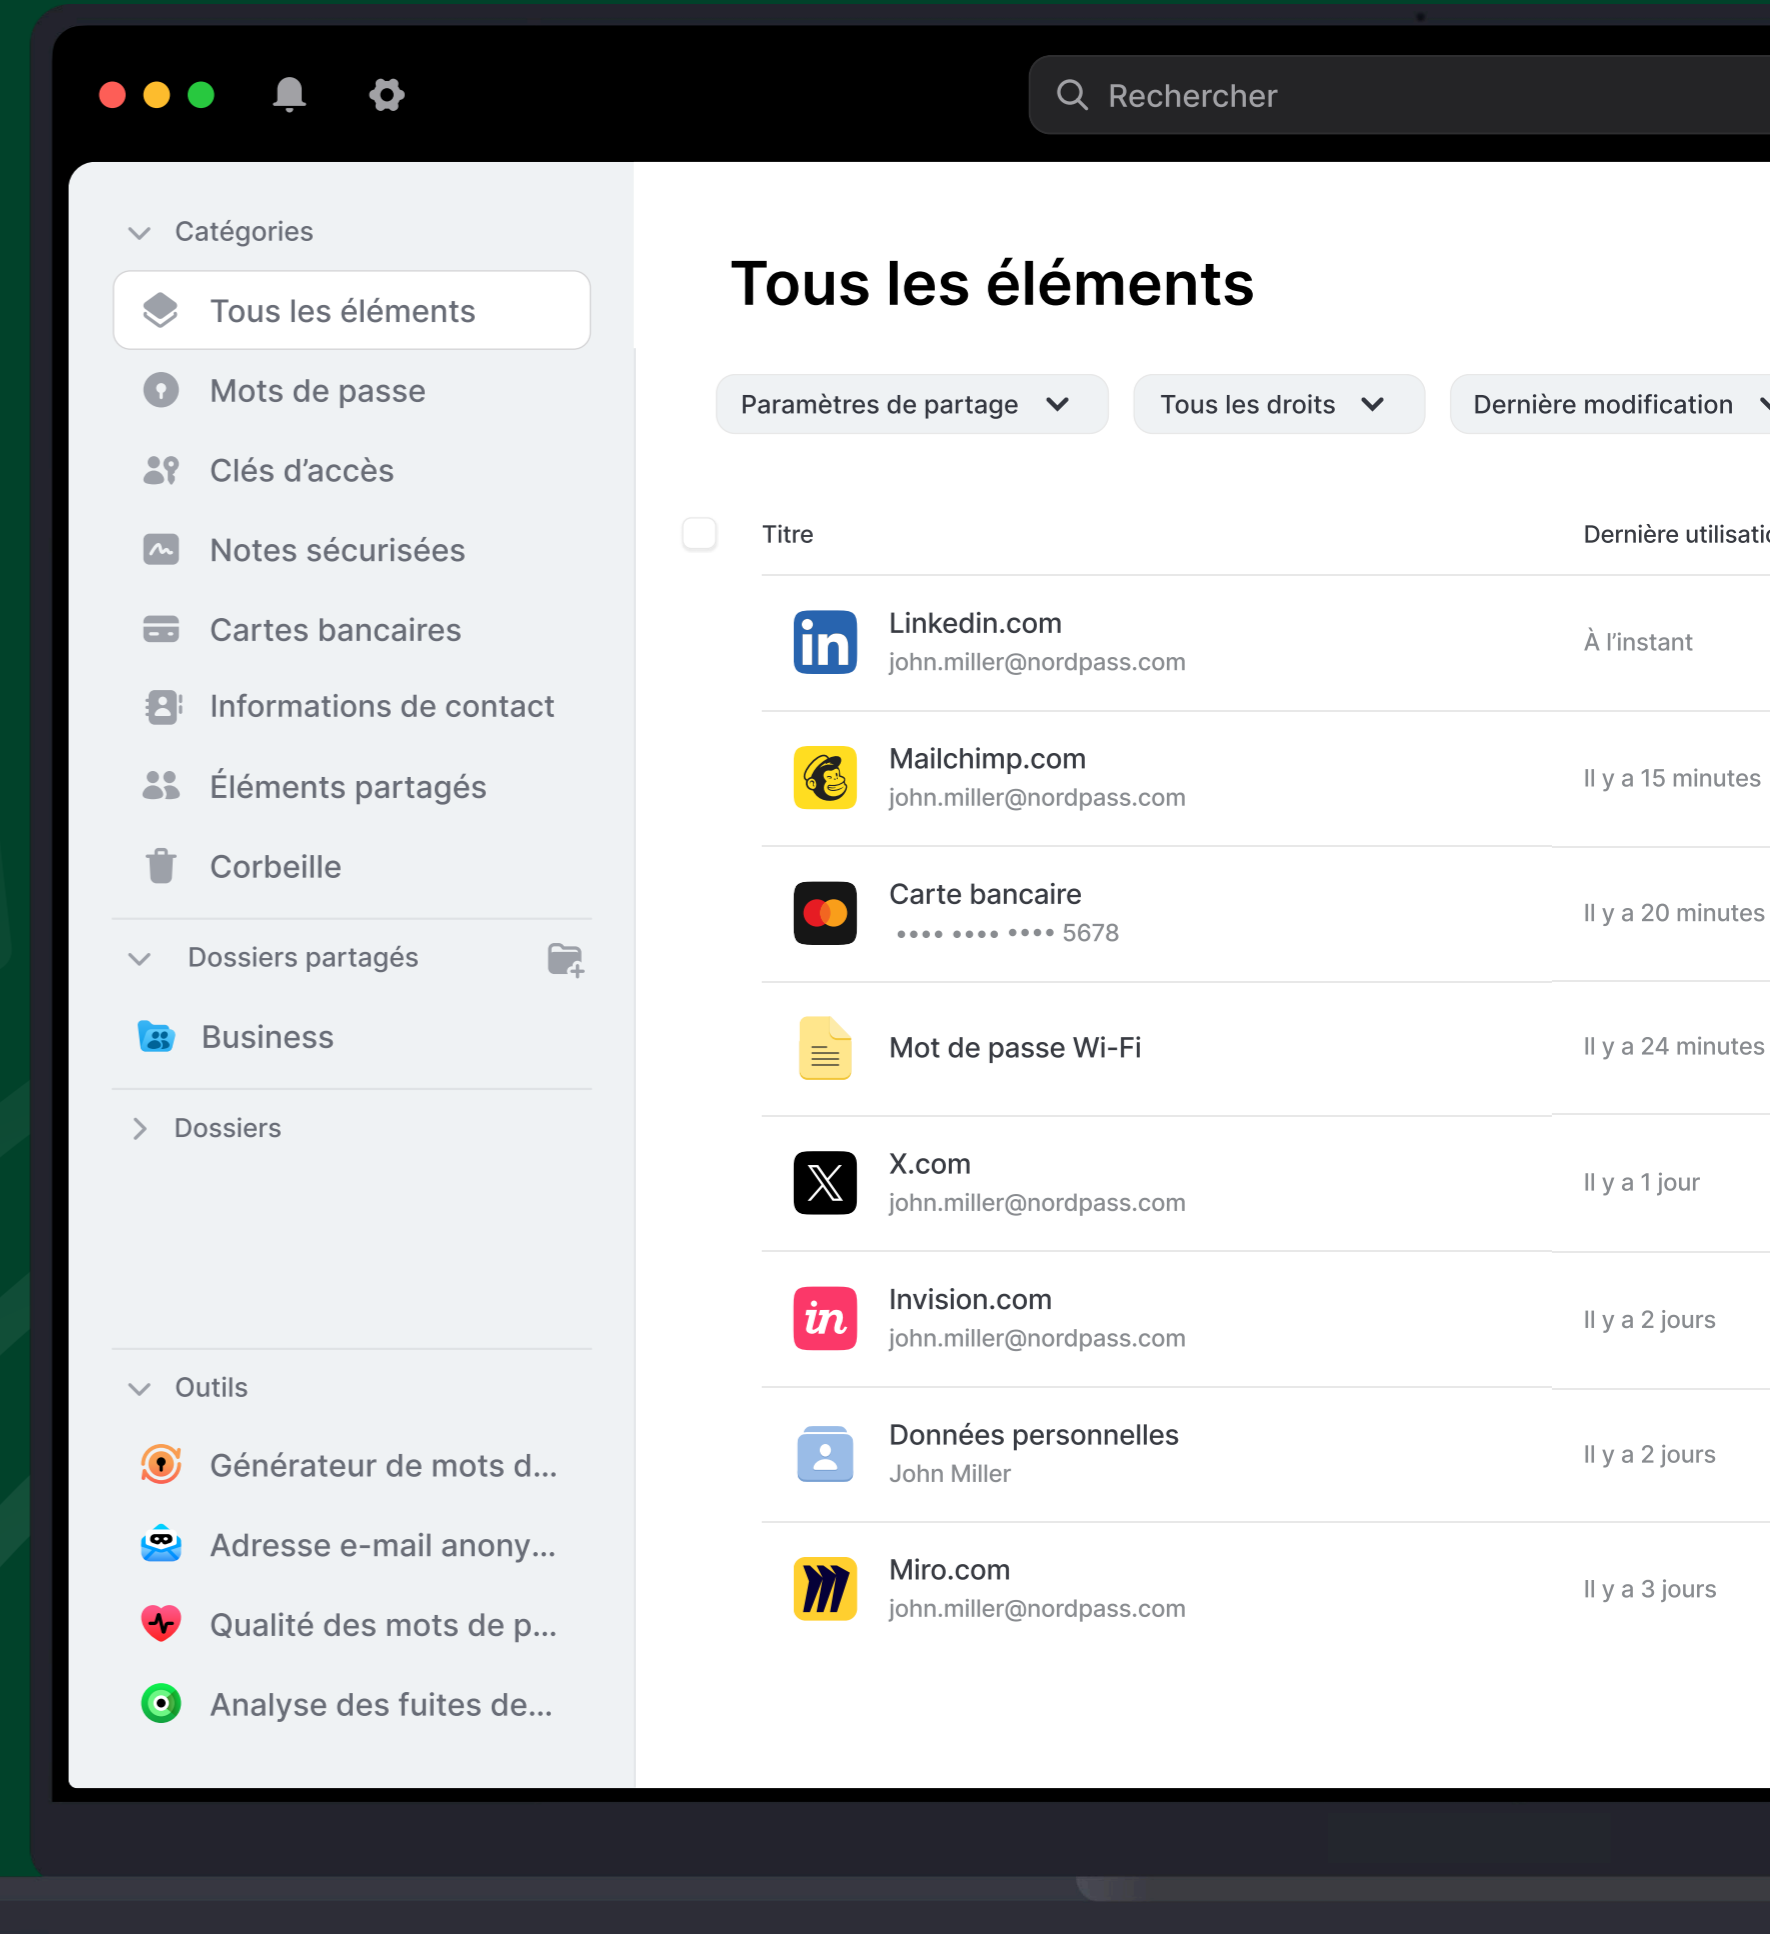 Rechercher
Catégories
Tous les éléments
Mots de passe
Clés d’accès
Notes sécurisées
Cartes bancaires
Informations de contact
Éléments partagés
Corbeille
Dossiers partagés
Business
Dossiers
Outils
Générateur de mots d...
Adresse e-mail anony...
Qualité des mots de p...
Analyse des fuites de...
Tous les éléments
Paramètres de partage
Tous les droits
Dernière modification
Titre
Dernière
in
Linkedin.com
john.miller@nordpass.com
À l’instant
Mailchimp.com
john.miller@nordpass.com
Il y a 15 minutes
Carte bancaire
•••• •••• •••• 5678
Il y a 20 minutes
Mot de passe Wi-Fi
Il y a 24 minutes
X.com
john.miller@nordpass.com
Il y a 1 jour
in
Invision.com
john.miller@nordpass.com
Il y a 2 jours
Données personnelles
John Miller
Il y a 2 jours
Miro.com
john.miller@nordpass.com
Il y a 3 jours